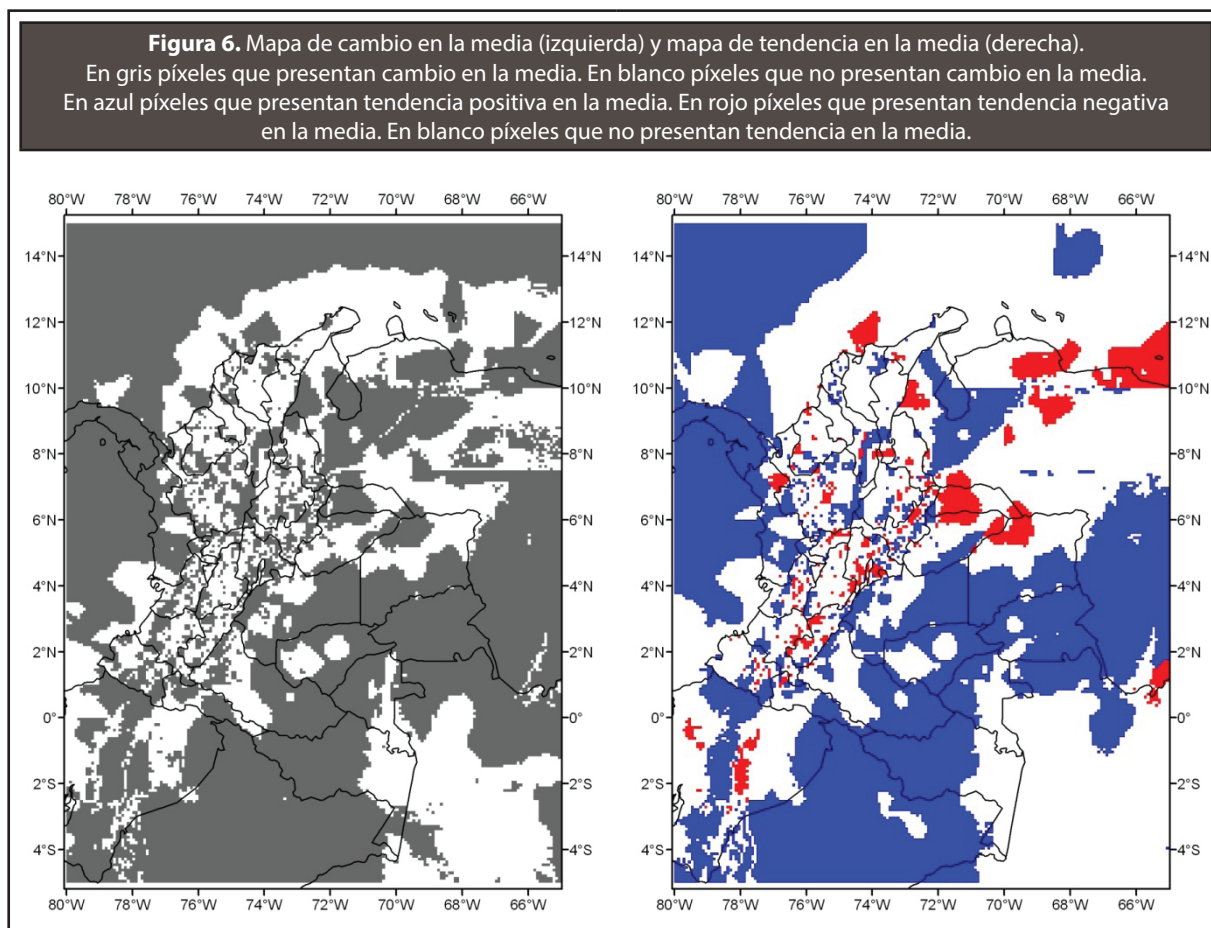 Figura 6. Mapa de cambio en la media (izquierda) y mapa de tendencia en la media (derecha).
En gris píxeles que presentan cambio en la media. En blanco píxeles que no presentan cambio en la media.
En azul píxeles que presentan tendencia positiva en la media. En rojo píxeles que presentan tendencia negativa
en la media. En blanco píxeles que no presentan tendencia en la media.
80°W 78°W 76°W 74°W 72°W 70°W 68°W 66°W
14°N 14°N
12°N 12°N
10°N 10°N
8°N 8°N
6°N 6°N
4°N 4°N
2°N 2°N
0° 0°
2°S 2°S
4°S 4°S
80°W 78°W 76°W 74°W 72°W 70°W 68°W 66°W
80°W 78°W 76°W 74°W 72°W 70°W 68°W 66°W
14°N 14°N
12°N 12°N
10°N 10°N
8°N 8°N
6°N 6°N
4°N 4°N
2°N 2°N
0° 0°
2°S 2°S
4°S 4°S
80°W 78°W 76°W 74°W 72°W 70°W 68°W 66°W